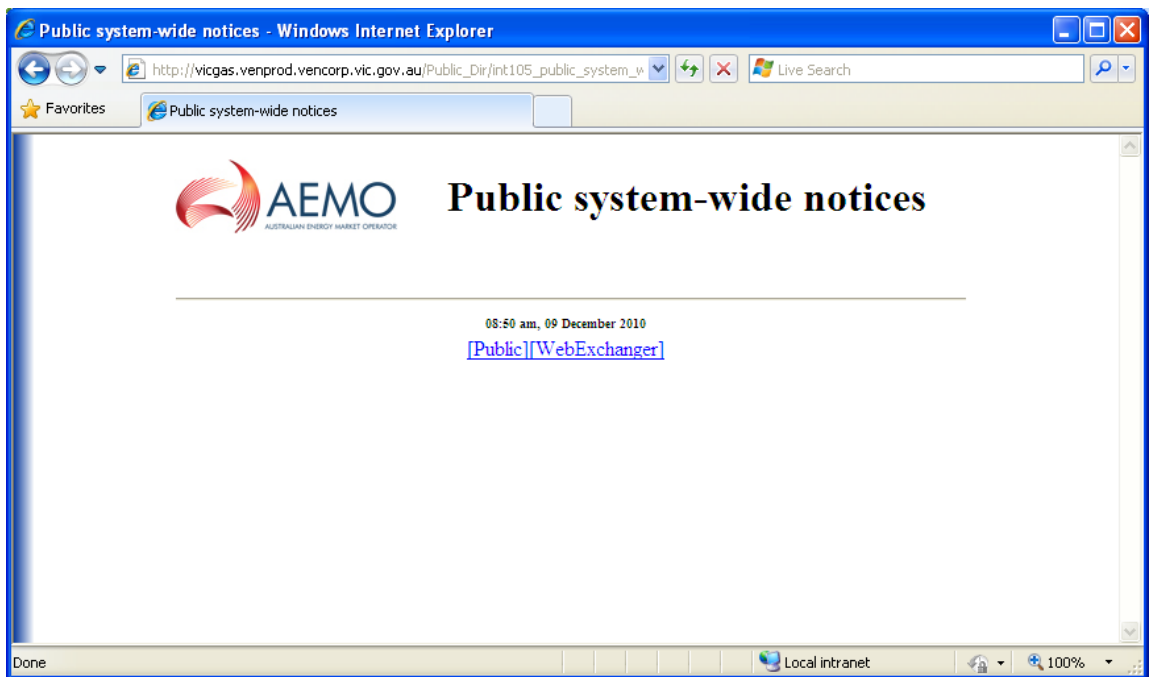 Public system-wide notices - Windows Internet Explorer
http://vicgas.venprod.vencorp.vic.gov.au/Public_Dir/int105_public_system_w
Live Search
Favorites
Public system-wide notices
AEMO
AUSTRALIAN ENERGY MARKET OPERATOR
Public system-wide notices
08:50 am, 09 December 2010
[Public][WebExchanger]
Done
Local intranet
100%